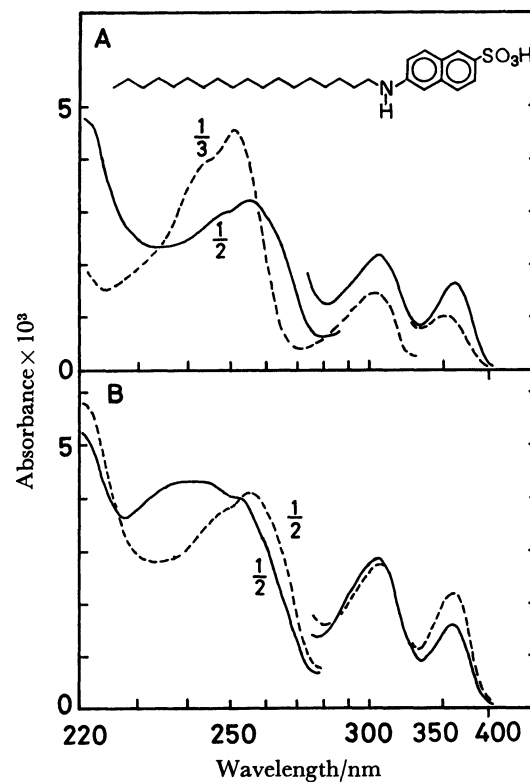 A
SO₃H
N
H
5
1/3
1/2
0
B
5
1/2
1/2
0
220 250 300 350 400
Wavelength/nm
Absorbance × 10³